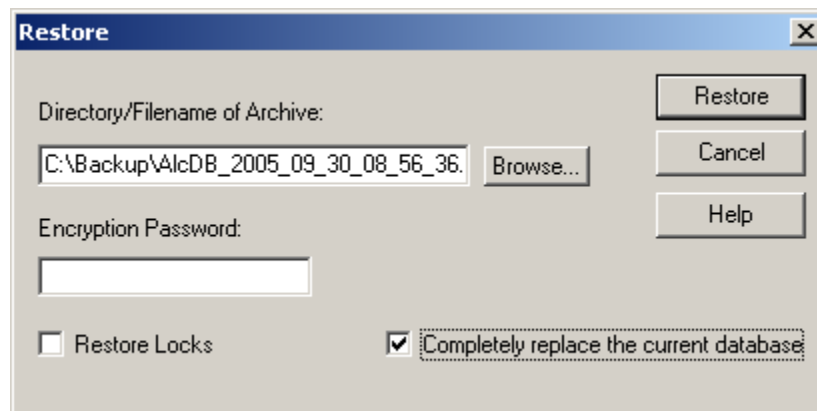 Restore
Directory/Filename of Archive:
C:\Backup\AlcDB_2005_09_30_08_56_36.
Browse...
Restore
Cancel
Help
Encryption Password:
Restore Locks
Completely replace the current database